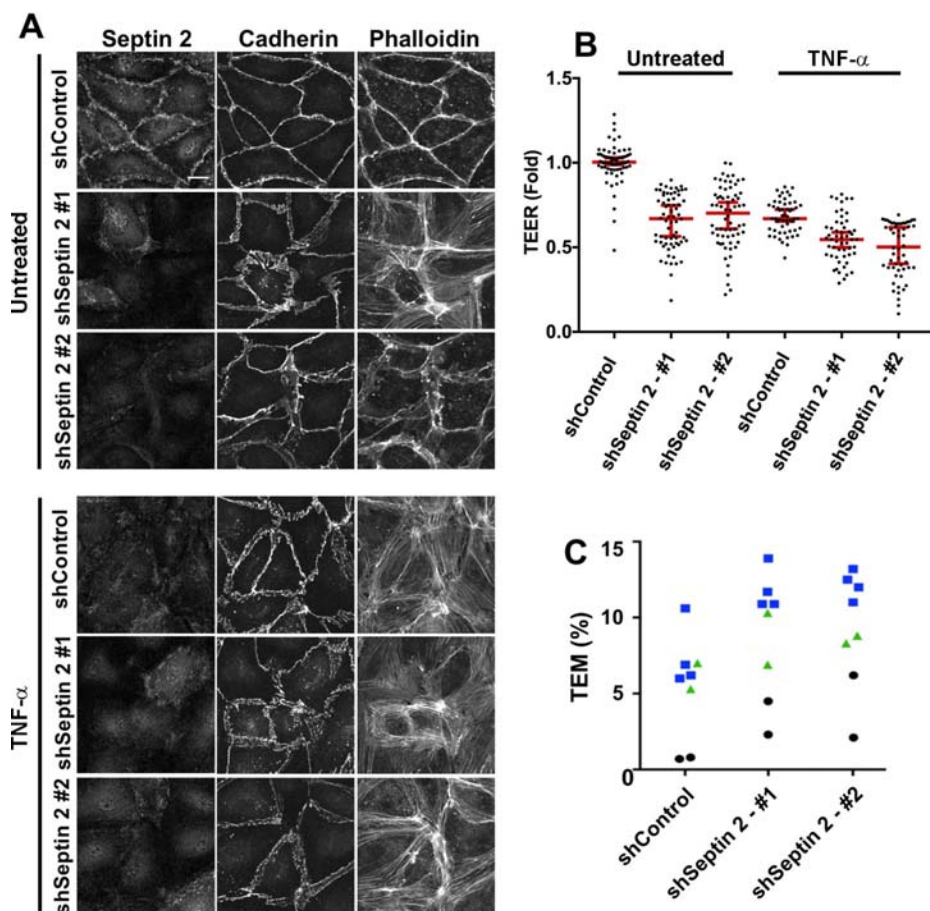 A
Septin 2 Cadherin Phalloidin
Untreated
shControl
shSeptin 2 #1
shSeptin 2 #2
TNF-α
shControl
shSeptin 2 #1
shSeptin 2 #2
B
Untreated TNF-α
TEER (Fold)
1.5
1.0
0.5
0.0
shControl
shSeptin 2 - #1
shSeptin 2 - #2
shControl
shSeptin 2 - #1
shSeptin 2 - #2
C
TEM (%)
15
10
5
0
shControl
shSeptin 2 - #1
shSeptin 2 - #2